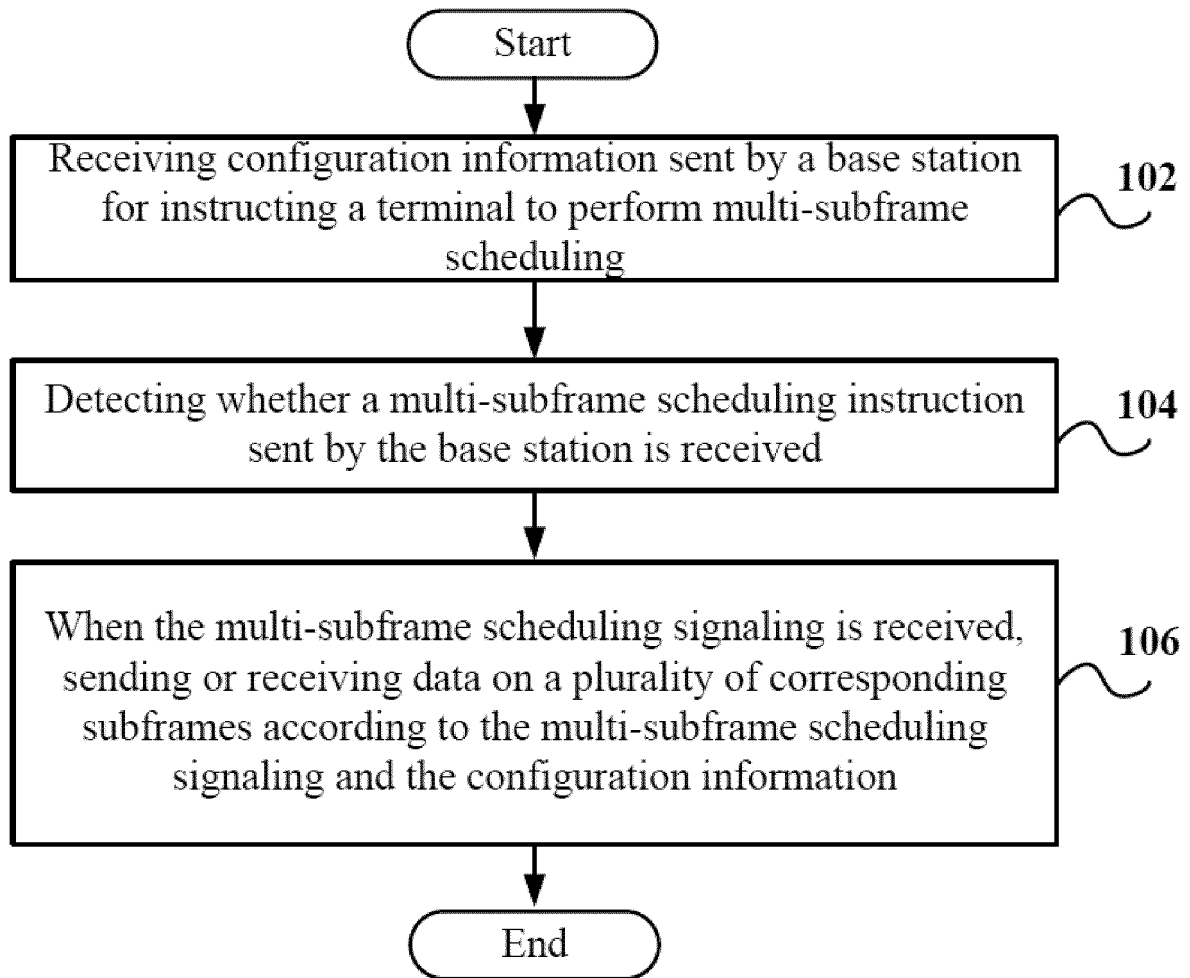 Start
Receiving configuration information sent by a base station
for instructing a terminal to perform multi-subframe
scheduling
102
Detecting whether a multi-subframe scheduling instruction
sent by the base station is received
104
When the multi-subframe scheduling signaling is received,
sending or receiving data on a plurality of corresponding
subframes according to the multi-subframe scheduling
signaling and the configuration information
106
End